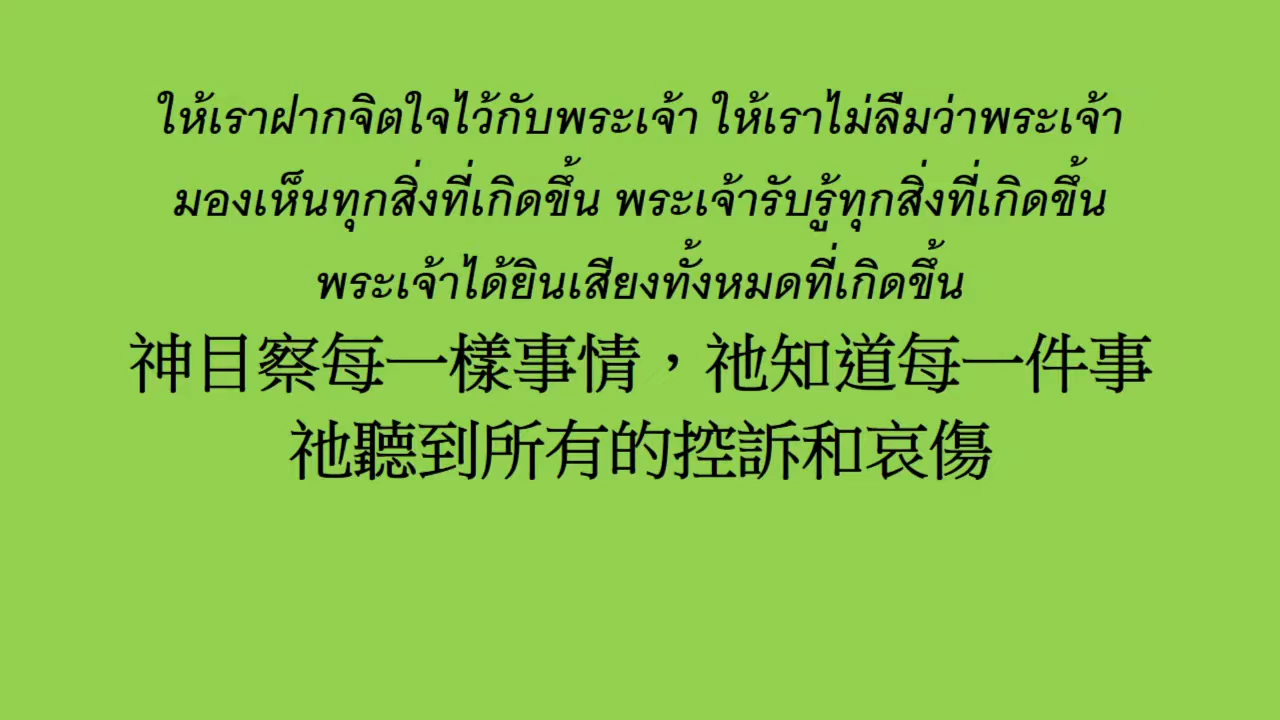 ให้เราฝากจิตใจไว้กับพระเจ้า ให้เราไม่ลืมว่าพระเจ้า
มองเห็นทุกสิ่งที่เกิดขึ้น พระเจ้ารับรู้ทุกสิ่งที่เกิดขึ้น
พระเจ้าได้ยินเสียงทั้งหมดที่เกิดขึ้น
神目察每一樣事情，祂知道每一件事
祂聽到所有的控訴和哀傷